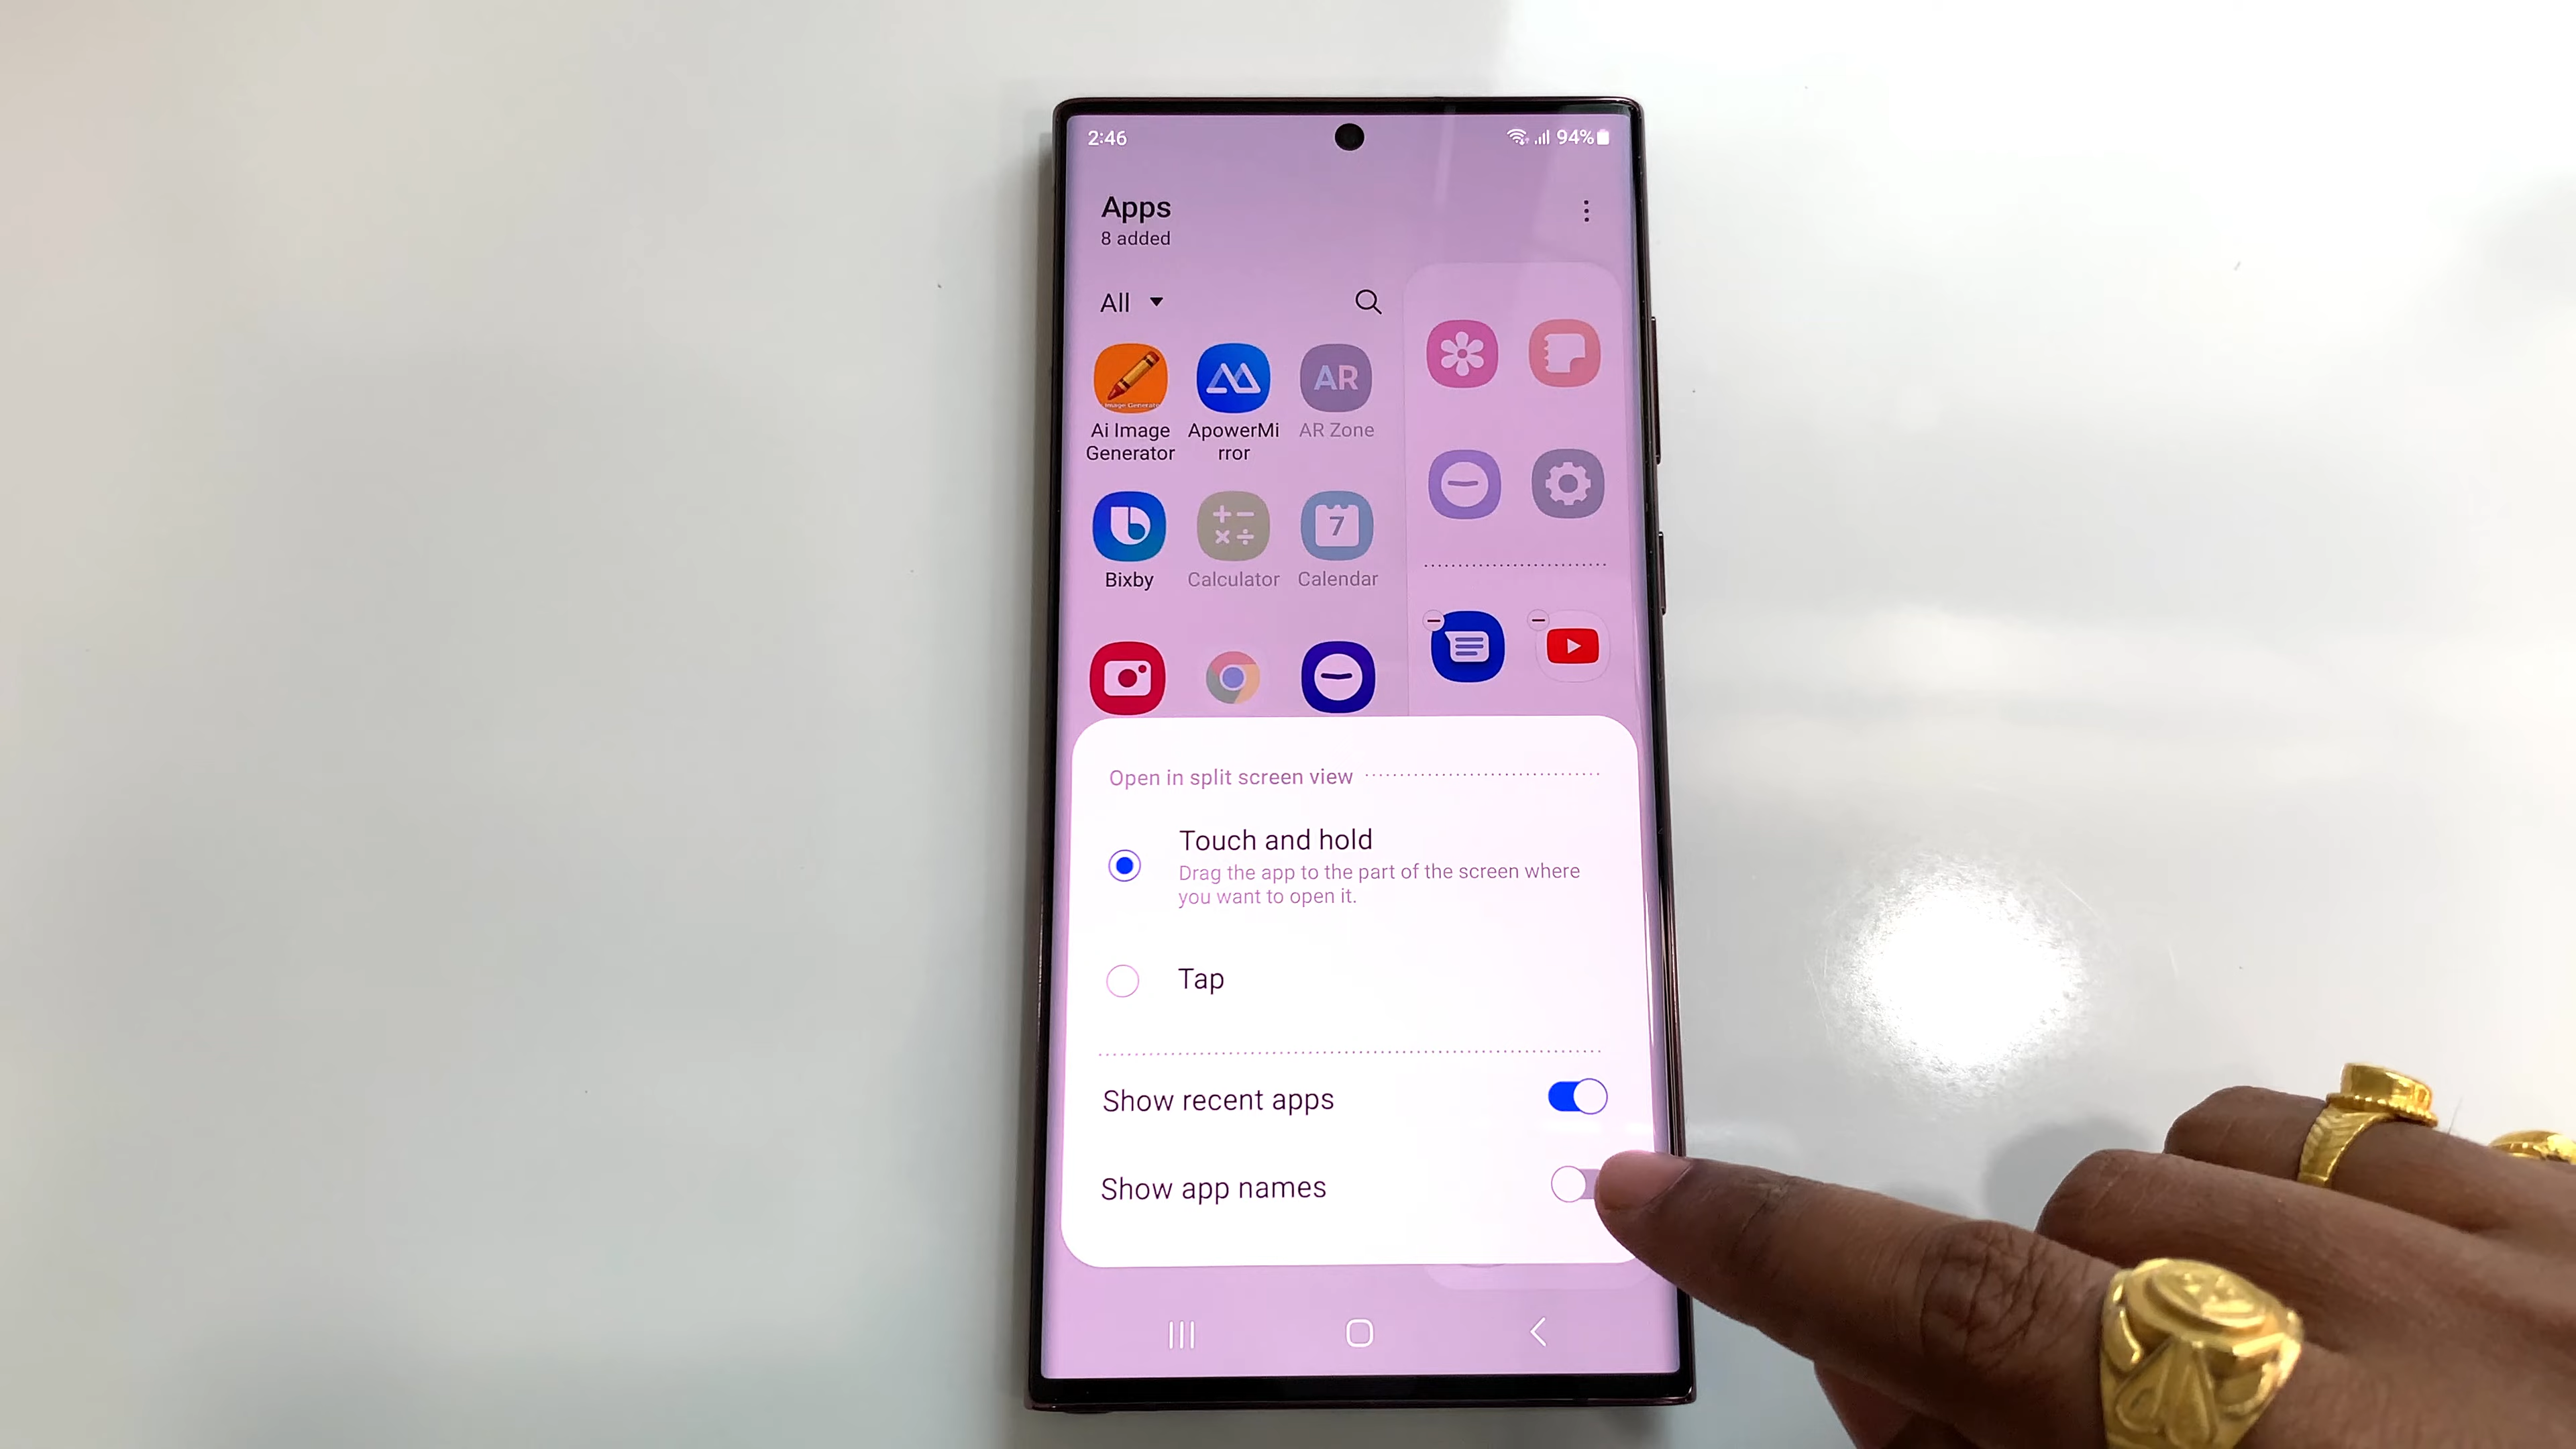 2:46
94%
Apps
8 added
All
Image Generato
Ai Image
Generator
ApowerMi
rror
AR
AR Zone
Bixby
7
Calculator
Calendar
Open in split screen view
Touch and hold
Drag the app to the part of the screen where
you want to open it.
Tap
Show recent apps
Show app names